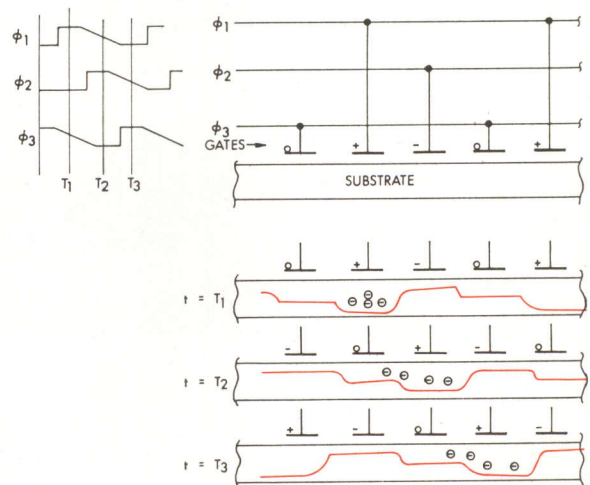 ϕ1
ϕ2
ϕ3
T1 T2 T3
ϕ1
ϕ2
ϕ3
GATES
O + - O +
SUBSTRATE
O + - O +
t = T1
⊖ ⊖ ⊖ ⊖
- O + - O
t = T2
⊖ ⊖ ⊖ ⊖
+ - O + -
t = T3
⊖ ⊖ ⊖ ⊖